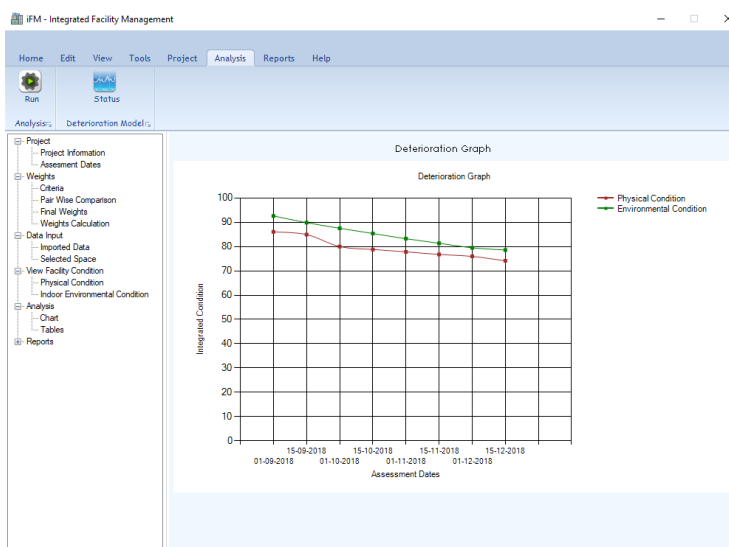 iFM - Integrated Facility Management
Home Edit View Tools Project Analysis Reports Help
Run Status
Analysis Deterioration Model
Project
Project Information
Assesment Dates
Weights
Criteria
Pair Wise Comparison
Final Weights
Weights Calculation
Data Input
Imported Data
Selected Space
View Facility Condition
Physical Condition
Indoor Environmental Condition
Analysis
Chart
Tables
Reports
Deterioration Graph
Deterioration Graph
Physical Condition
Environmental Condition
Integrated Condition
100
90
80
70
60
50
40
30
20
10
0
15-09-2018 15-10-2018 15-11-2018 15-12-2018
01-09-2018 01-10-2018 01-11-2018 01-12-2018
Assessment Dates